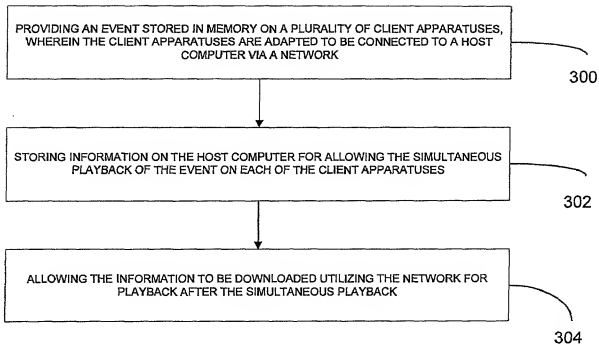 PROVIDING AN EVENT STORED IN MEMORY ON A PLURALITY OF CLIENT APPARATUSES,
WHEREIN THE CLIENT APPARATUSES ARE ADAPTED TO BE CONNECTED TO A HOST
COMPUTER VIA A NETWORK
300
STORING INFORMATION ON THE HOST COMPUTER FOR ALLOWING THE SIMULTANEOUS
PLAYBACK OF THE EVENT ON EACH OF THE CLIENT APPARATUSES
302
ALLOWING THE INFORMATION TO BE DOWNLOADED UTILIZING THE NETWORK FOR
PLAYBACK AFTER THE SIMULTANEOUS PLAYBACK
304